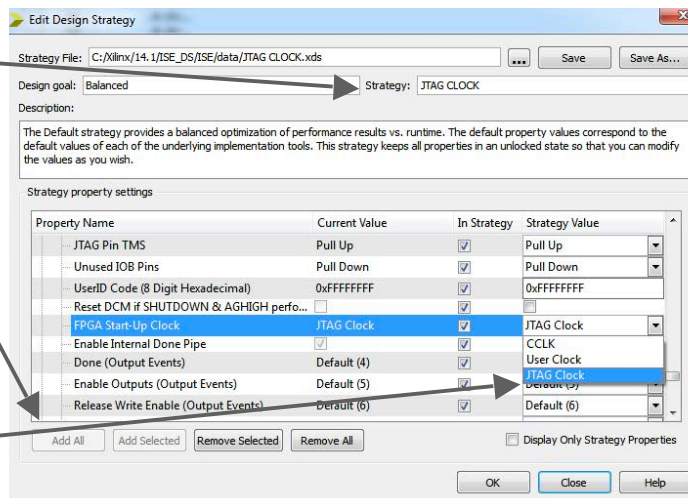 Edit Design Strategy
Strategy File: C:/Xilinx/14.1/ISE_DS/ISE/data/JTAG CLOCK.xds ... Save Save As...
Design goal: Balanced Strategy: JTAG CLOCK
Description:
The Default strategy provides a balanced optimization of performance results vs. runtime. The default property values correspond to the
default values of each of the underlying implementation tools. This strategy keeps all properties in an unlocked state so that you can modify
the values as you wish.
Strategy property settings
Property Name Current Value In Strategy Strategy Value
JTAG Pin TMS Pull Up Pull Up
Unused IOB Pins Pull Down Pull Down
UserID Code (8 Digit Hexadecimal) 0xFFFFFFFF 0xFFFFFFFF
Reset DCM if SHUTDOWN & AGHIGH perfo...
FPGA Start-Up Clock JTAG Clock JTAG Clock
Enable Internal Done Pipe CCLK
User Clock
Done (Output Events) Default (4) JTAG Clock
Enable Outputs (Output Events) Default (5) Default (5)
Release Write Enable (Output Events) Default (6) Default (6)
Add All Add Selected Remove Selected Remove All Display Only Strategy Properties
OK Close Help